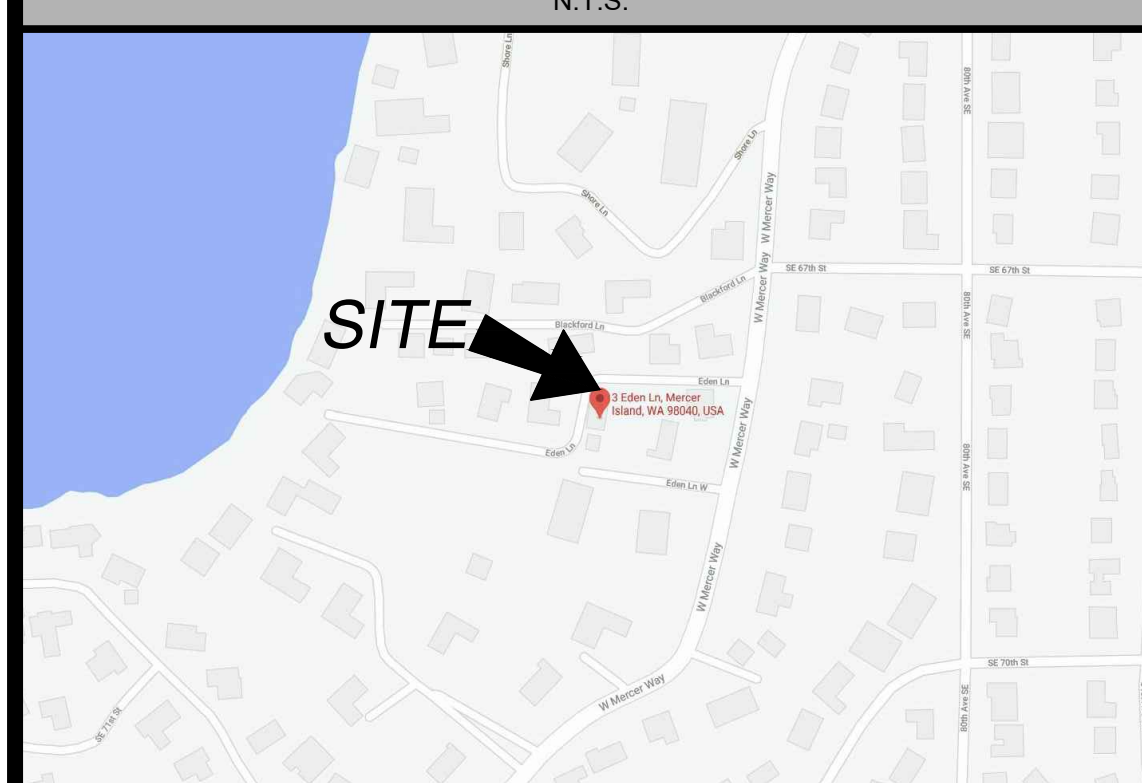 N.T.S.
Shore Ln
80th Ave SE
Shore Ln
Shore Ln
W Mercer Way
W Mercer Way
SE 67th St
SE 67th St
Blackford Ln
80th Ave SE
SITE
Blackford Ln
Eden Ln
3 Eden Ln, Mercer
Island, WA 98040, USA
W Mercer Way
Eden Ln
80th Ave SE
Eden Ln W
W Mercer Way
SE 70th St
W Mercer Way
80th Ave SE
SE 71st St